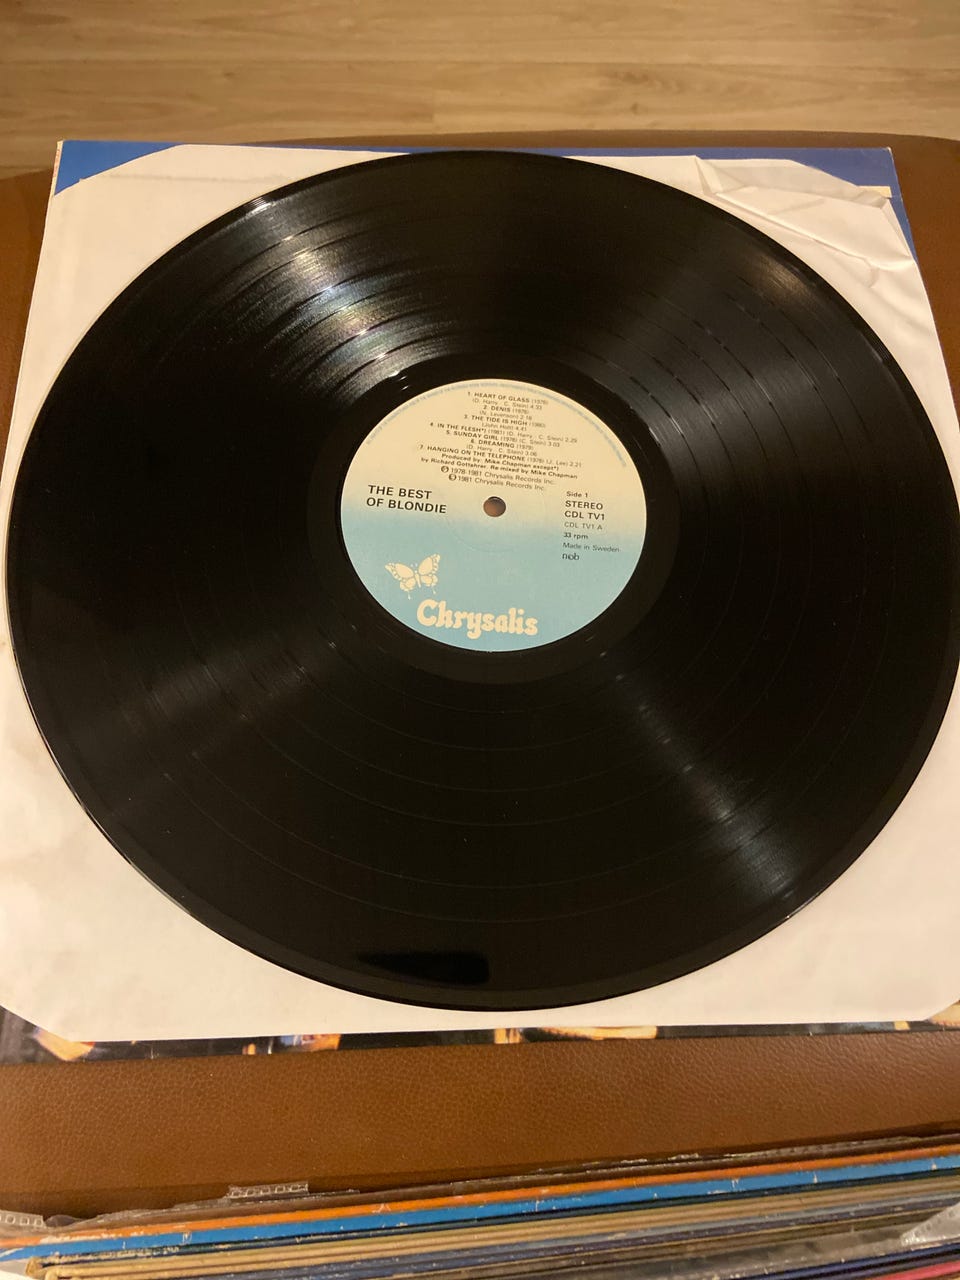 1. HEART OF GLASS (1978)
(D. Harry - C. Stein) 4.33
2. DENIS (1978)
(N. Levenson) 2.18
3. THE TIDE IS HIGH (1980)
(John Holt) 4.41
4. IN THE FLESH*) (1981) (D. Harry - C. Stein) 2.29
5. SUNDAY GIRL (1978) (C. Stein) 3.03
6. DREAMING (1979)
(D. Harry - C. Stein) 3.06
7. HANGING ON THE TELEPHONE (1978) (J. Lee) 2.21
Produced by: Mike Chapman except*)
by Richard Gottehrer. Re-mixed by Mike Chapman
Ⓟ 1978-1981 Chrysalis Records Inc.
© 1981 Chrysalis Records Inc.
THE BEST
OF BLONDIE
Side 1
STEREO
CDL TV1
CDL TV1 A
33 rpm
Made in Sweden
ncb
Chrysalis